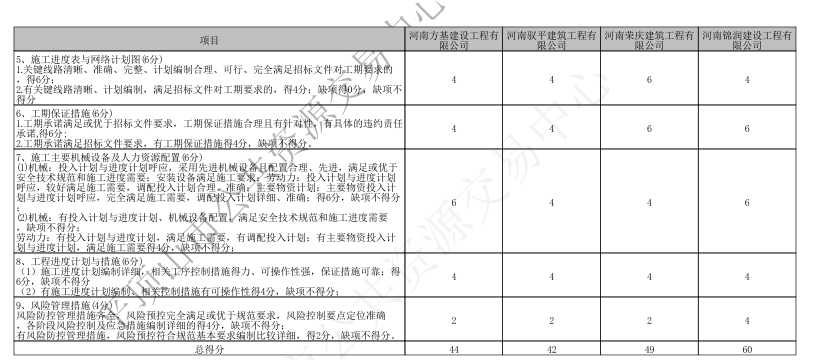 项目 河南方基建设工程有限公司 河南驭平建筑工程有限公司 河南荣庆建筑工程有限公司 河南锦润建设工程有限公司
5、施工进度表与网络计划图(6分)
1.关键线路清晰、准确、完整、计划编制合理、可行、完全满足招标文件对工期要求的
，得6分；
2.有关键线路清晰、计划编制，满足招标文件对工期要求的，得4分；缺项得0分，缺项不
得分
4 4 6 4
6、工期保证措施(6分)
1.工期承诺满足或优于招标文件要求，工期保证措施合理且有针对性，有具体的违约责任
承诺,得6分；
2.工期承诺满足招标文件要求，有工期保证措施得4分，缺项不得分。
4 4 6 6
7、施工主要机械设备及人力资源配置(6分)
(1)机械：投入计划与进度计划呼应，采用先进机械设备且配置合理、先进，满足或优于
安全技术规范和施工进度需要；安装设备满足施工要求；劳动力：投入计划与进度计划
呼应，较好满足施工需要，调配投入计划合理、准确；主要物资计划：主要物资投入计
划与进度计划呼应，完全满足施工需要，调配投入计划详细、准确；得6分，缺项不得分
；
(2)机械：有投入计划与进度计划、机械设备配置，满足安全技术规范和施工进度需要
，缺项不得分；
劳动力：有投入计划与进度计划，满足施工需要，有调配投入计划；有主要物资投入计
划与进度计划，满足施工需要得4分，缺项不得分；
6 4 4 6
8、工程进度计划与措施(6分)
（1）施工进度计划编制详细，相关工序控制措施得力、可操作性强，保证措施可靠；得
6分，缺项不得分
（2）有施工进度计划编制、相关控制措施有可操作性得4分，缺项不得分；
4 4 4 4
9、风险管理措施(4分)
风险防控管理措施齐全，风险预控完全满足或优于规范要求，风险控制要点定位准确
，各阶段风险控制及应急措施编制详细的得4分，缺项不得分；
有风险防控管理措施，风险预控符合规范基本要求编制比较详细，得2分，缺项不得分。
2 2 2 4
总得分 44 42 49 60
平顶山市公共资源交易中心
市公共资源交易中心